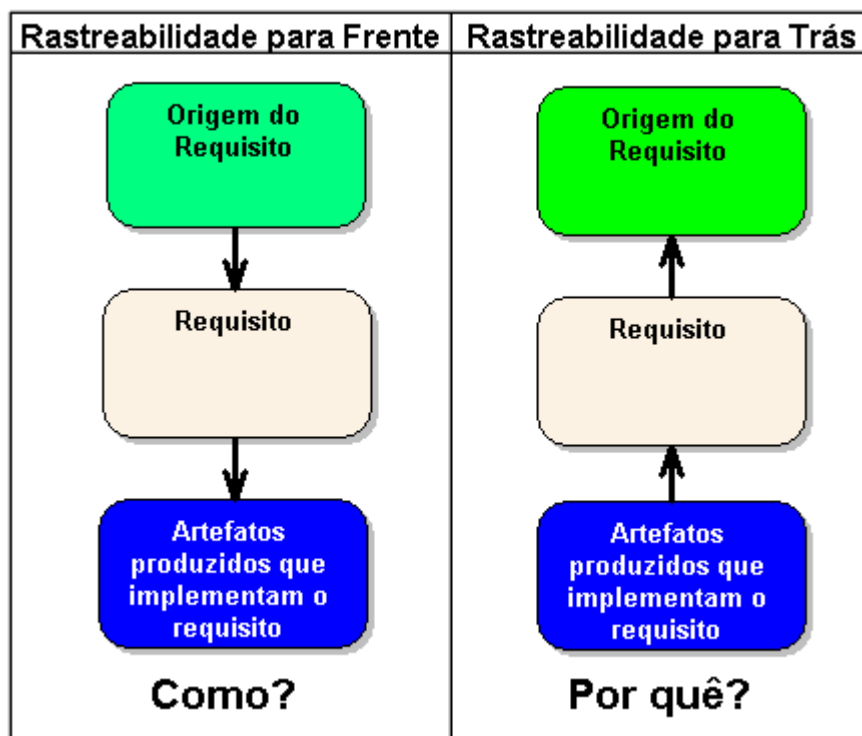 Rastreabilidade para Frente
Origem do
Requisito
Requisito
Artefatos
produzidos que
implementam o
requisito
Como?
Rastreabilidade para Trás
Origem do
Requisito
Requisito
Artefatos
produzidos que
implementam o
requisito
Por quê?